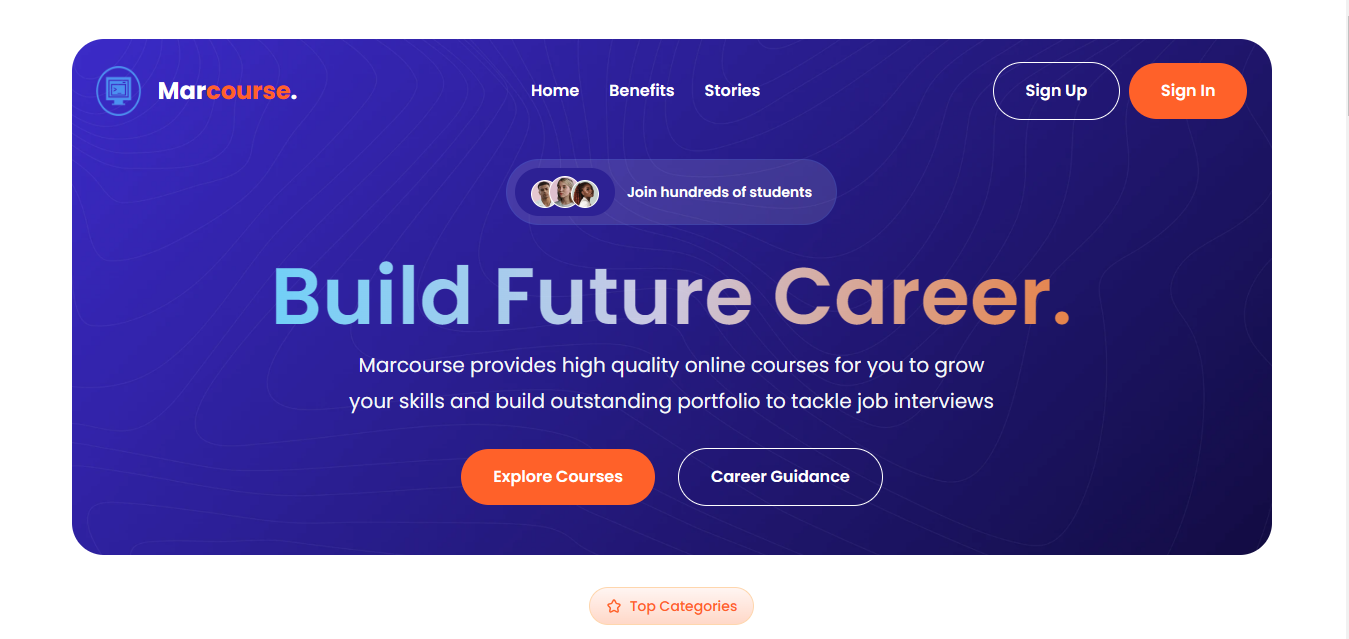 Marcourse.
Home
Benefits
Stories
Sign Up
Sign In
Join hundreds of students
Build Future Career.
Marcourse provides high quality online courses for you to grow
your skills and build outstanding portfolio to tackle job interviews
Explore Courses
Career Guidance
Top Categories